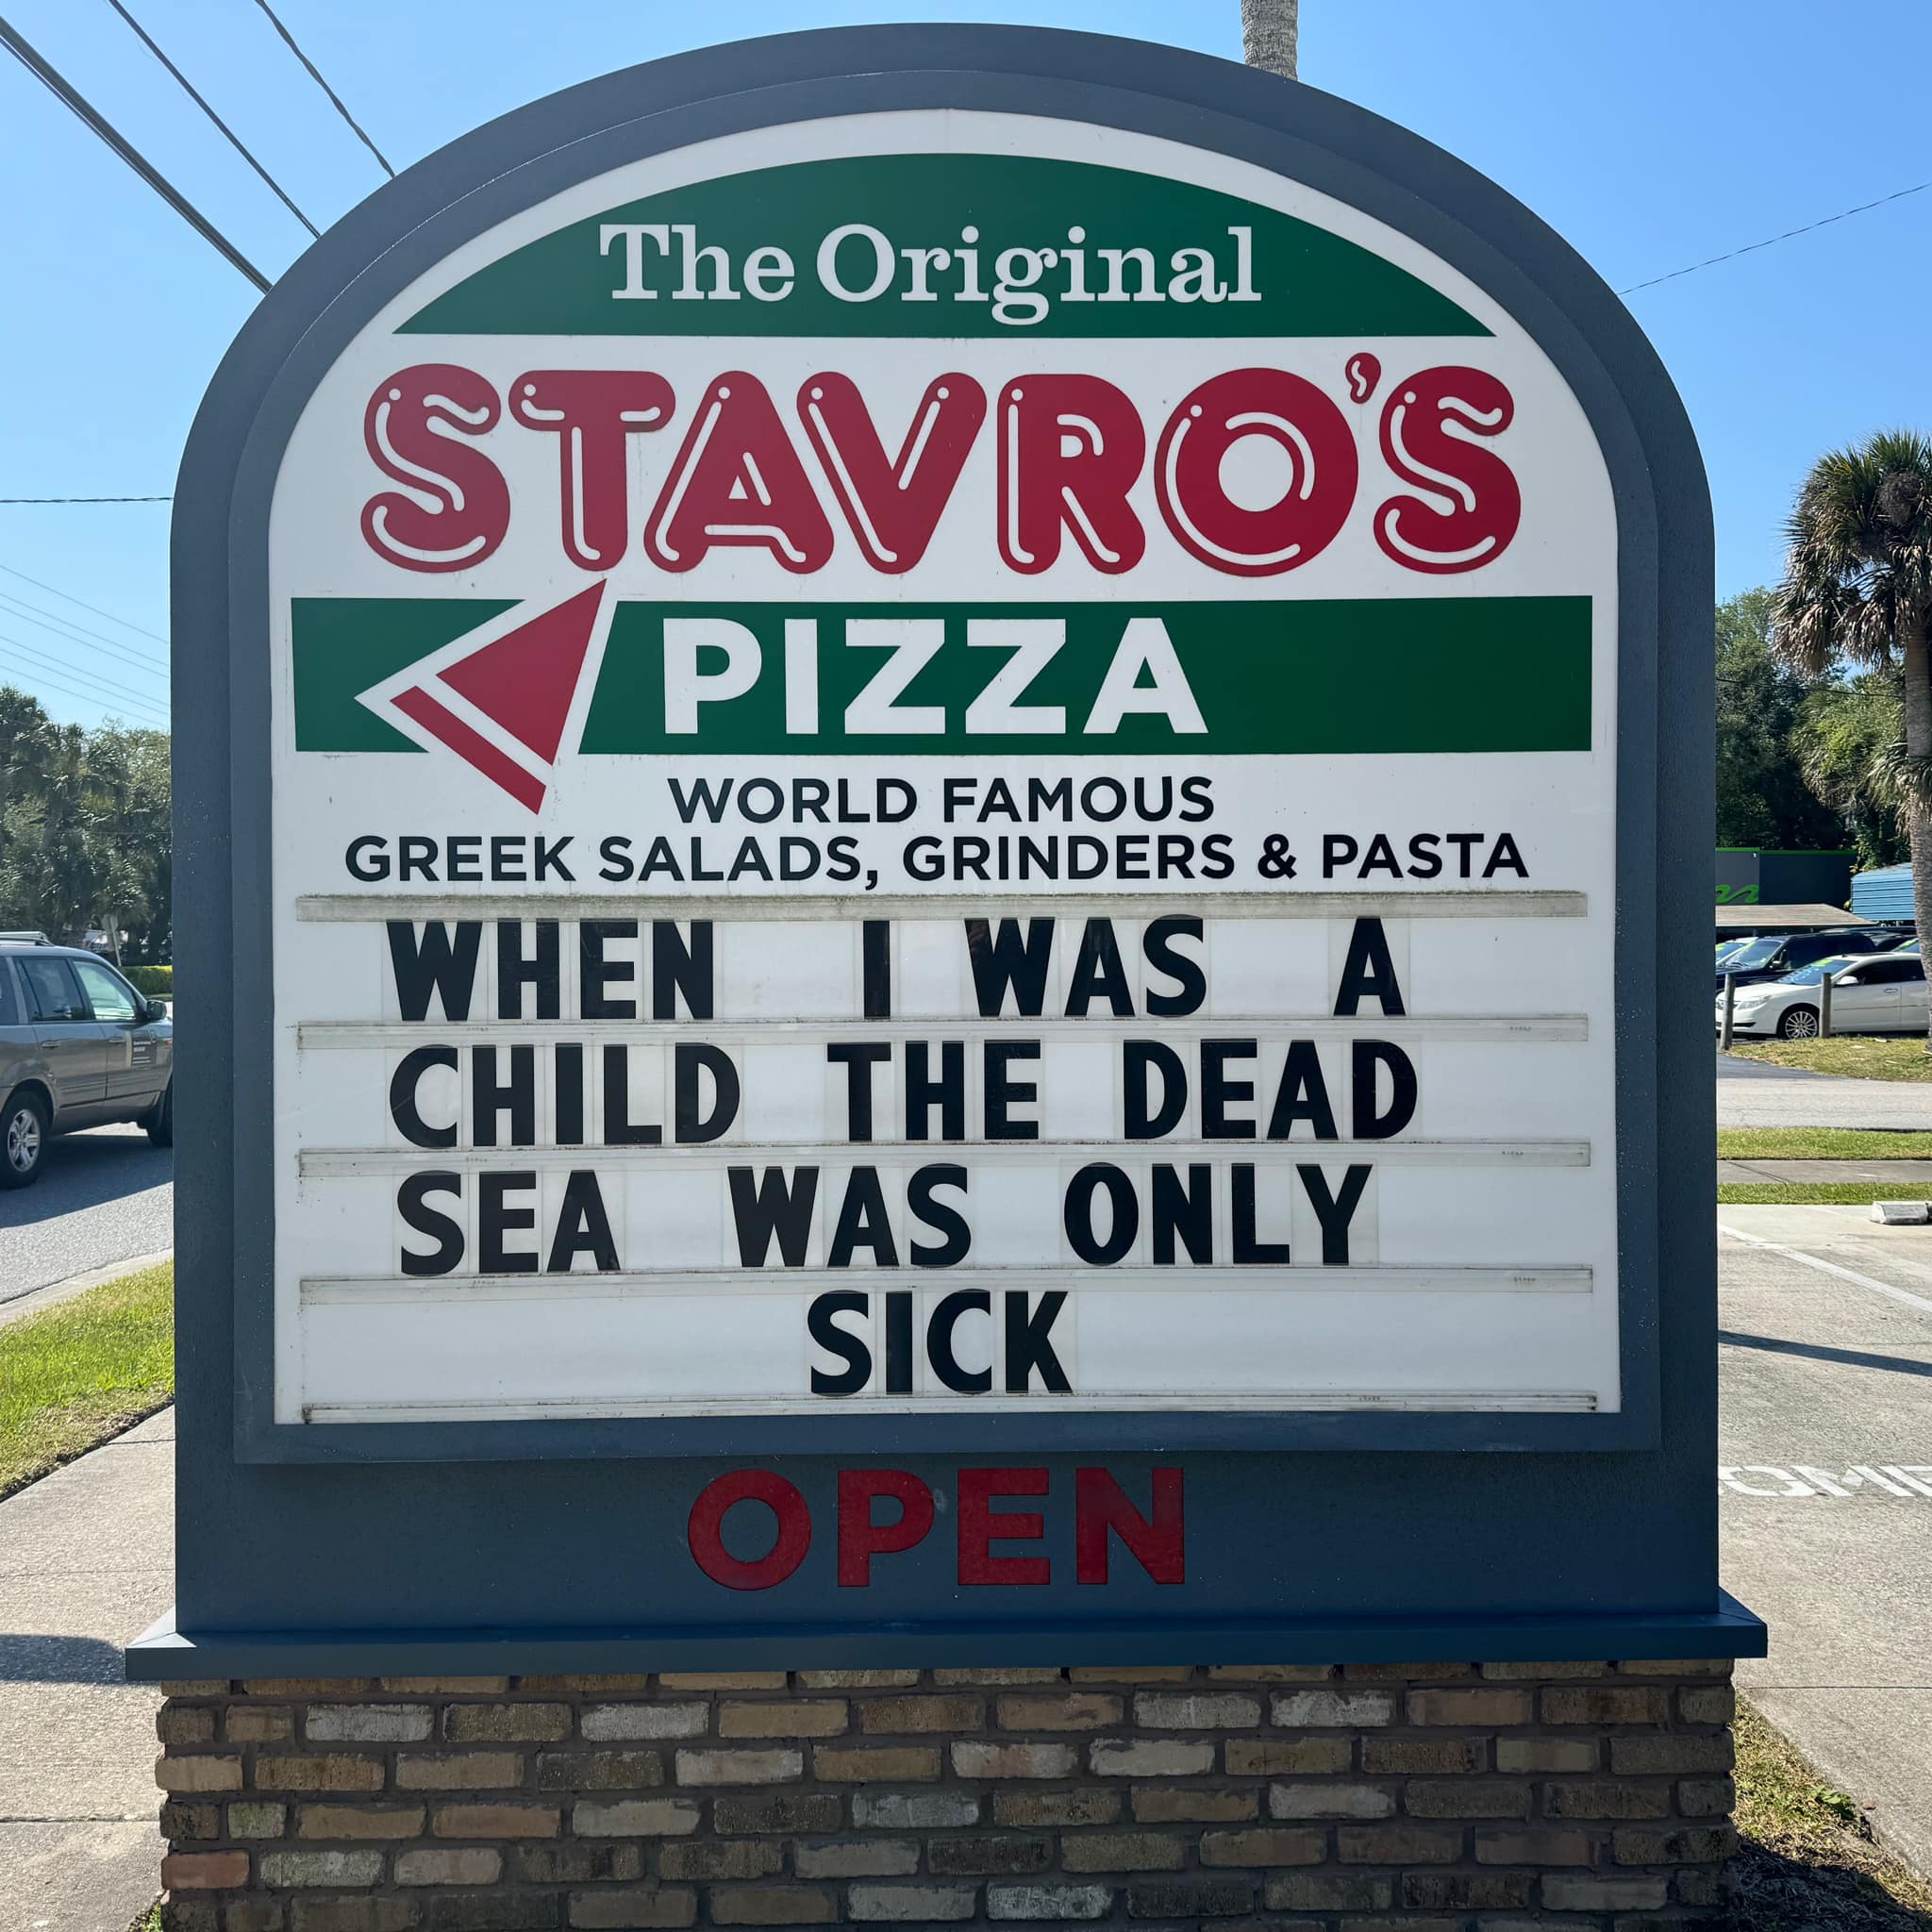 The Original
STAVRO'S
PIZZA
WORLD FAMOUS
GREEK SALADS, GRINDERS & PASTA
WHEN I WAS A
CHILD THE DEAD
SEA WAS ONLY
SICK
OPEN